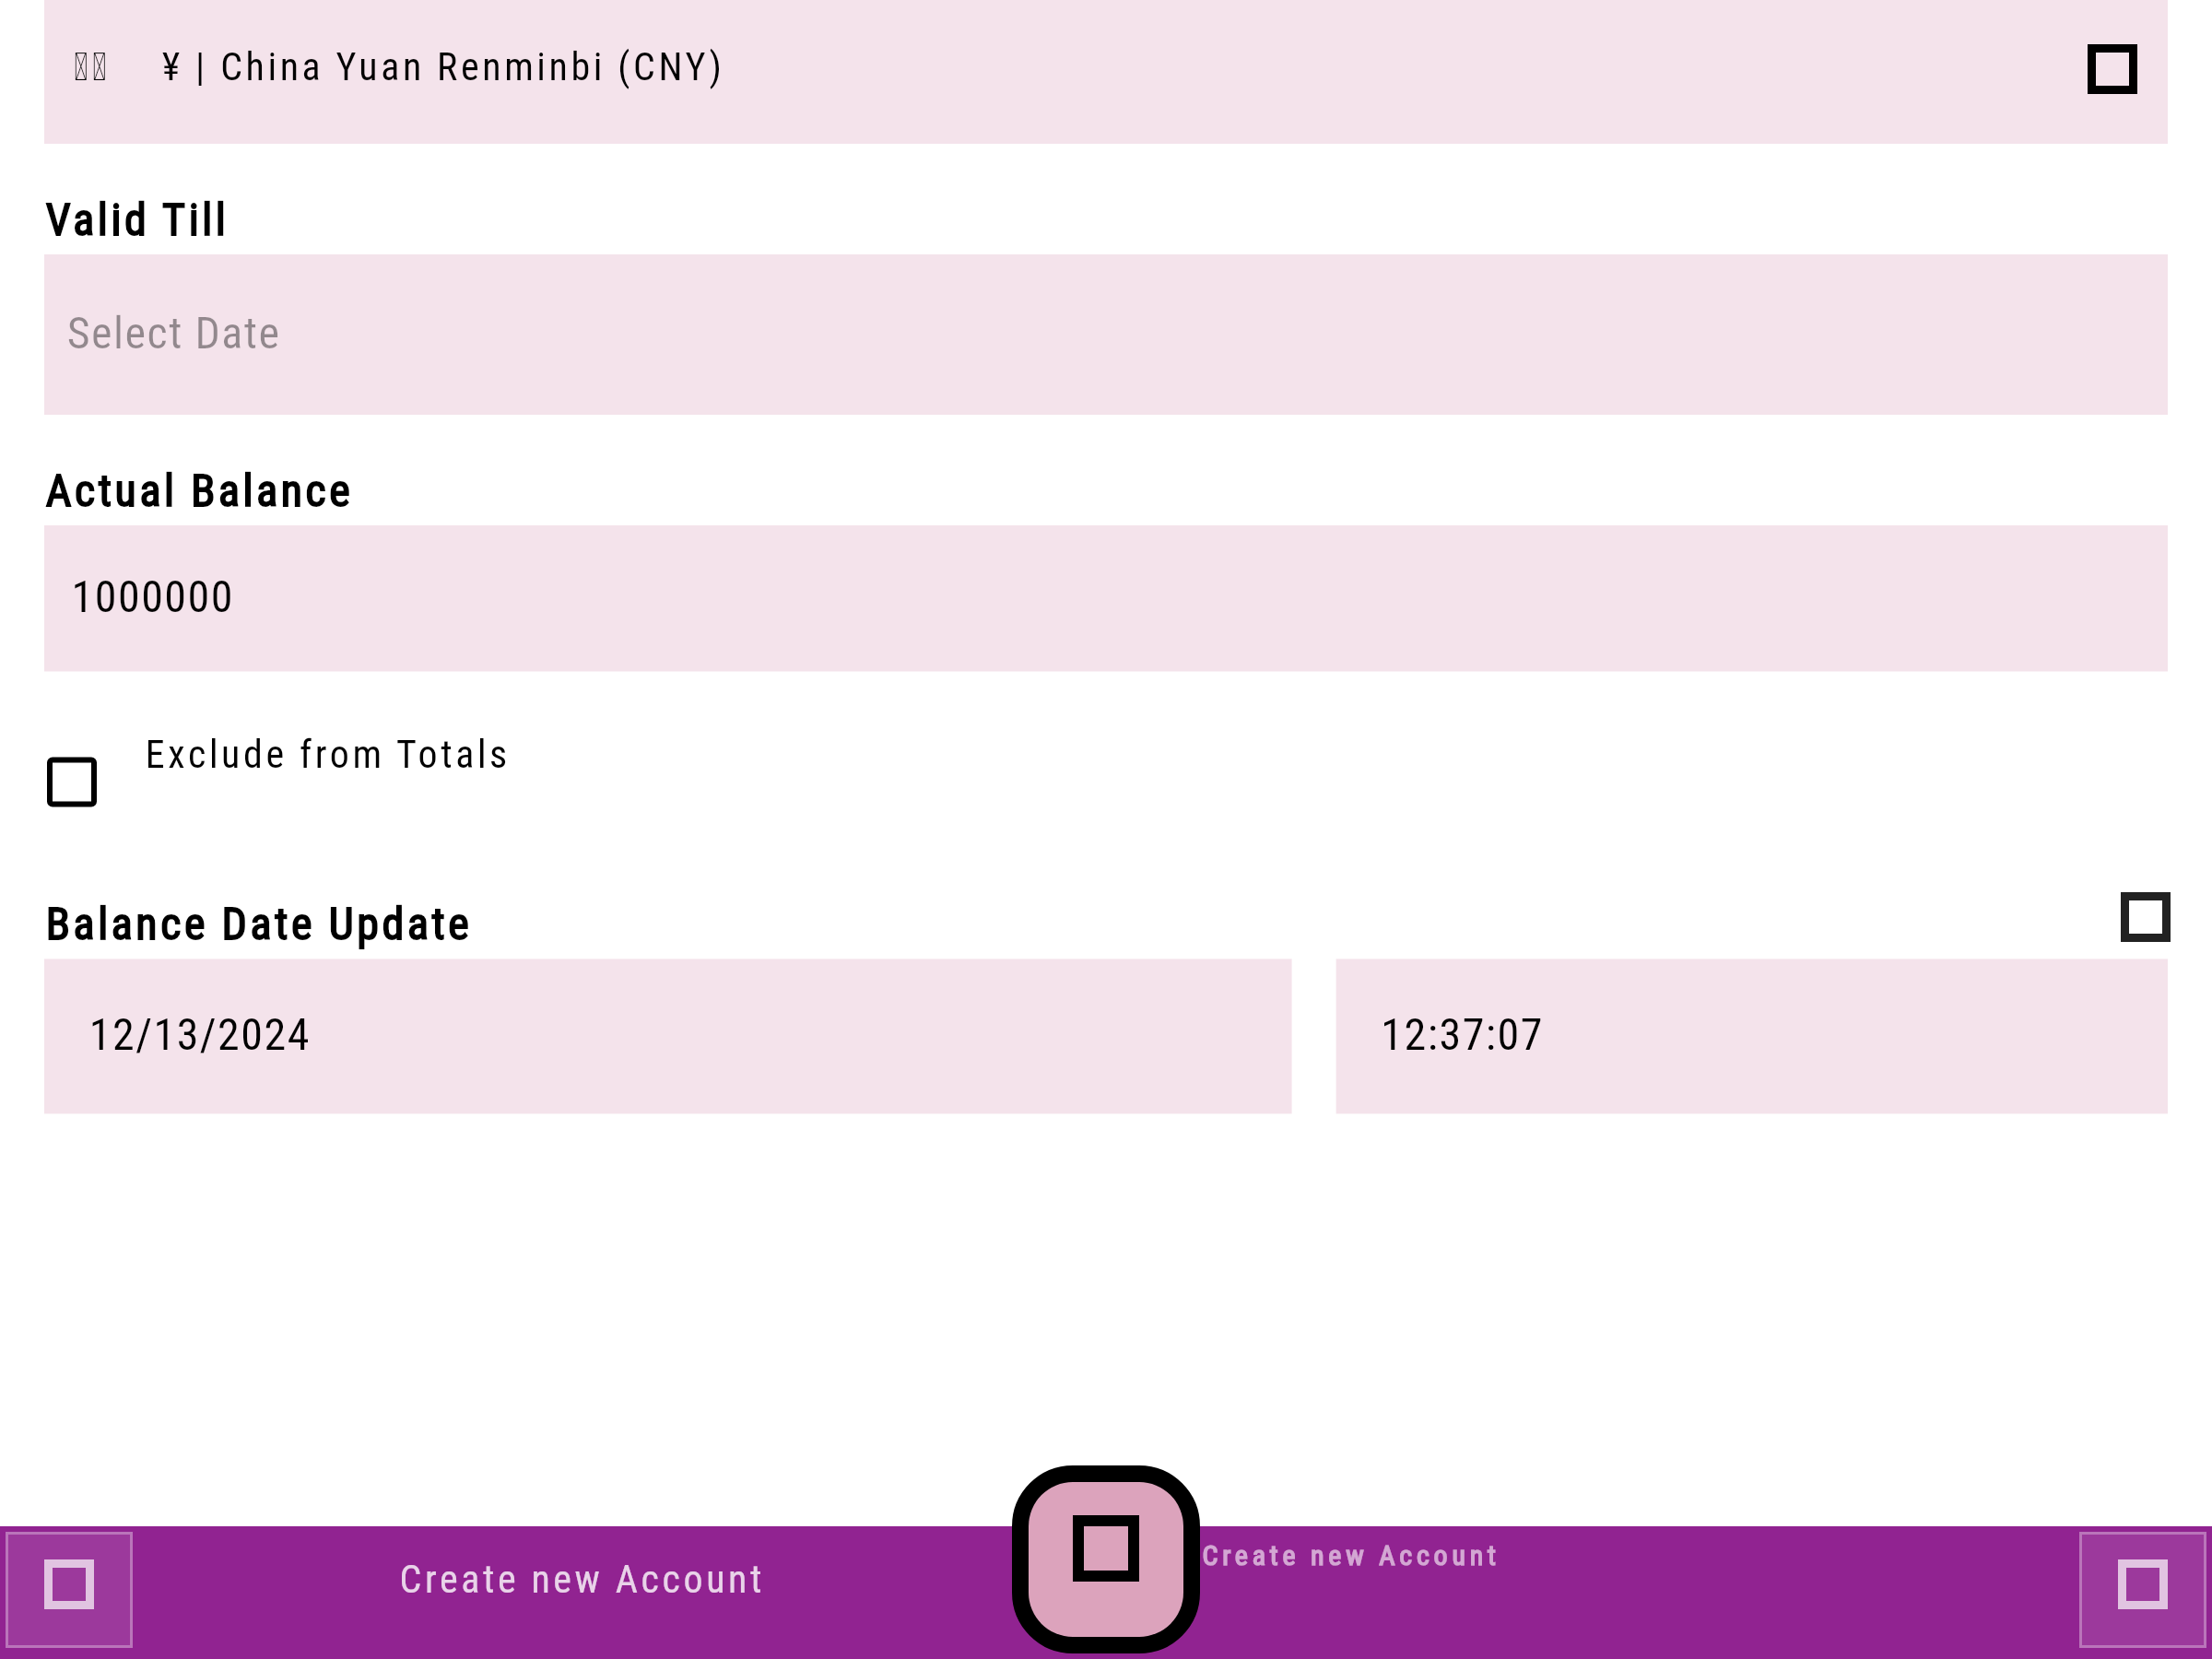 ¥ | China Yuan Renminbi (CNY)
Valid Till
Select Date
Actual Balance
1000000
Exclude from Totals
Balance Date Update
12/13/2024
12:37:07
Create new Account
Create new Account